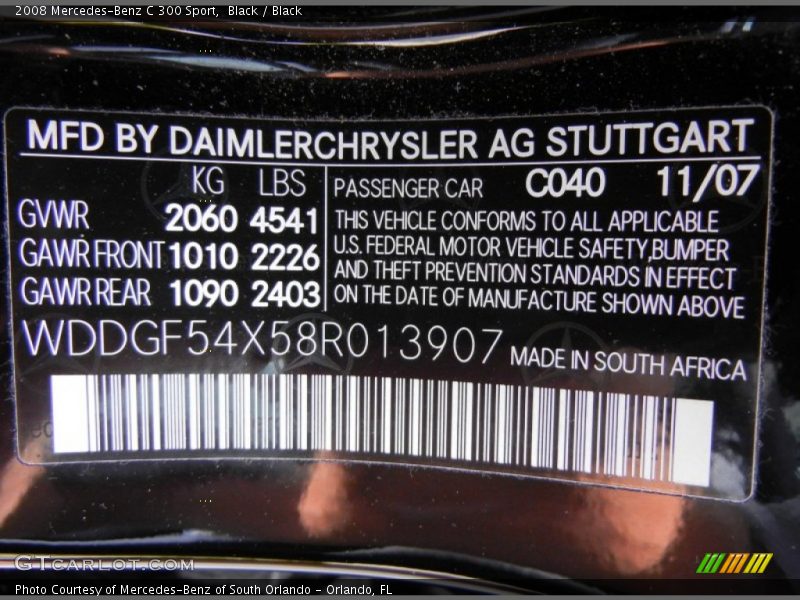 2008 Mercedes-Benz C 300 Sport,  Black / Black
MFD BY DAIMLERCHRYSLER AG STUTTGART
KG LBS
GVWR 2060 4541
GAWR FRONT 1010 2226
GAWR REAR 1090 2403
PASSENGER CAR C040 11/07
THIS VEHICLE CONFORMS TO ALL APPLICABLE
U.S. FEDERAL MOTOR VEHICLE SAFETY,BUMPER
AND THEFT PREVENTION STANDARDS IN EFFECT
ON THE DATE OF MANUFACTURE SHOWN ABOVE
WDDGF54X58R013907 MADE IN SOUTH AFRICA
GTCARLOT.COM
Photo Courtesy of Mercedes-Benz of South Orlando - Orlando, FL